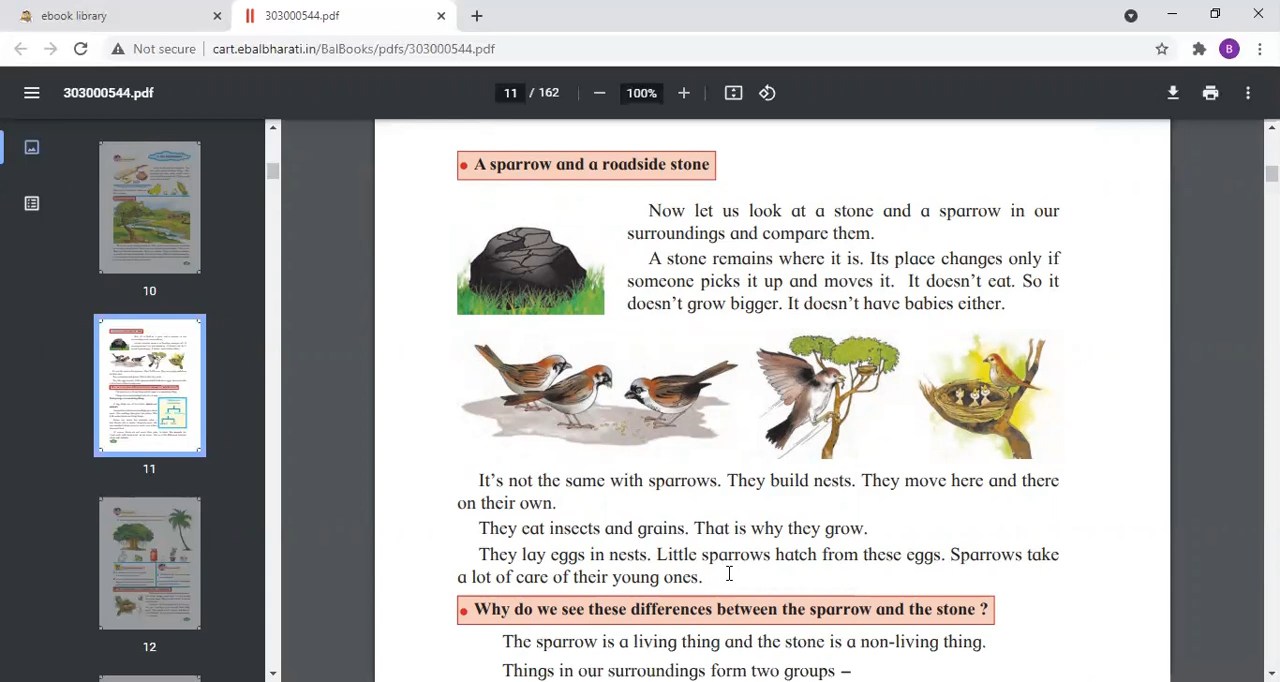 ebook library
303000544.pdf
Not secure
cart.ebalbharati.in/BalBooks/pdfs/303000544.pdf
B
303000544.pdf
11 / 162
100%
10
11
12
• A sparrow and a roadside stone
Now let us look at a stone and a sparrow in our
surroundings and compare them.
A stone remains where it is. Its place changes only if
someone picks it up and moves it. It doesn't eat. So it
doesn't grow bigger. It doesn't have babies either.
It's not the same with sparrows. They build nests. They move here and there
on their own.
They eat insects and grains. That is why they grow.
They lay eggs in nests. Little sparrows hatch from these eggs. Sparrows take
a lot of care of their young ones.
• Why do we see these differences between the sparrow and the stone ?
The sparrow is a living thing and the stone is a non-living thing.
Things in our surroundings form two groups –